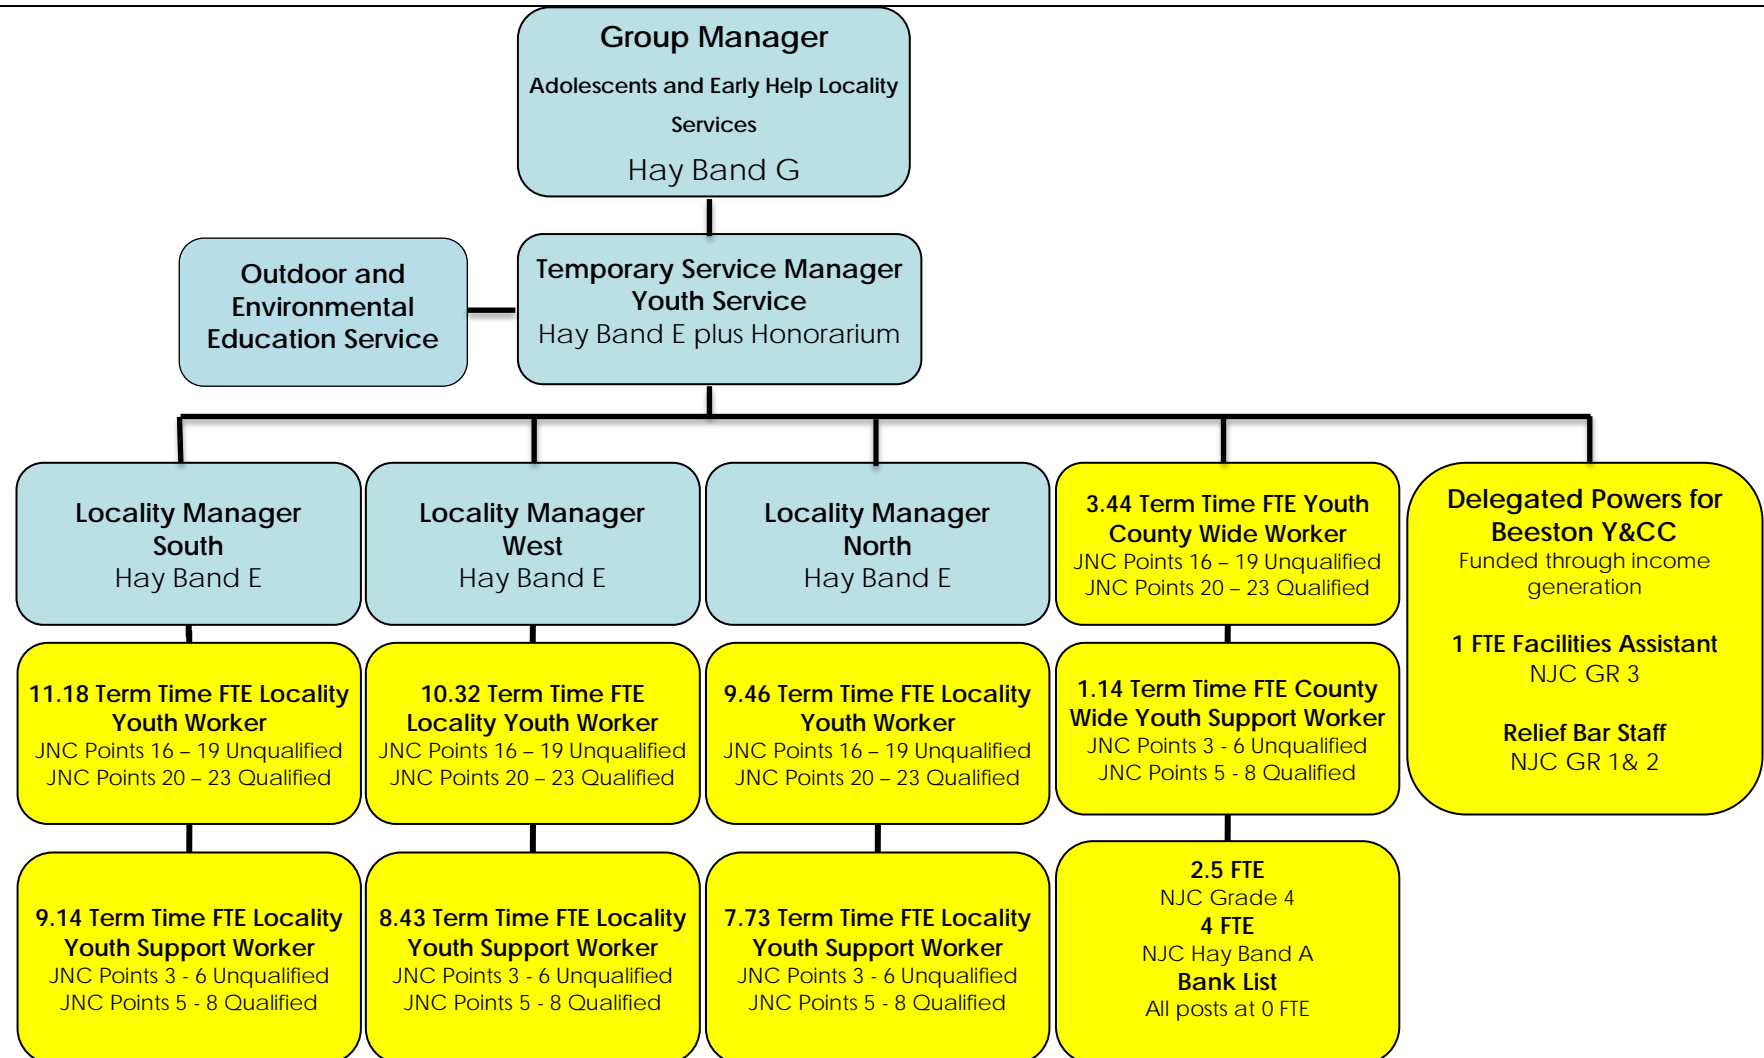 Group Manager
Adolescents and Early Help Locality
Services
Hay Band G
Outdoor and
Environmental
Education Service
Temporary Service Manager
Youth Service
Hay Band E plus Honorarium
Locality Manager
South
Hay Band E
Locality Manager
West
Hay Band E
Locality Manager
North
Hay Band E
3.44 Term Time FTE Youth
County Wide Worker
JNC Points 16 – 19 Unqualified
JNC Points 20 – 23 Qualified
Delegated Powers for
Beeston Y&CC
Funded through income
generation
1 FTE Facilities Assistant
NJC GR 3
Relief Bar Staff
NJC GR 1& 2
11.18 Term Time FTE Locality
Youth Worker
JNC Points 16 – 19 Unqualified
JNC Points 20 – 23 Qualified
10.32 Term Time FTE
Locality Youth Worker
JNC Points 16 – 19 Unqualified
JNC Points 20 – 23 Qualified
9.46 Term Time FTE Locality
Youth Worker
JNC Points 16 – 19 Unqualified
JNC Points 20 – 23 Qualified
1.14 Term Time FTE County
Wide Youth Support Worker
JNC Points 3 - 6 Unqualified
JNC Points 5 - 8 Qualified
9.14 Term Time FTE Locality
Youth Support Worker
JNC Points 3 - 6 Unqualified
JNC Points 5 - 8 Qualified
8.43 Term Time FTE Locality
Youth Support Worker
JNC Points 3 - 6 Unqualified
JNC Points 5 - 8 Qualified
7.73 Term Time FTE Locality
Youth Support Worker
JNC Points 3 - 6 Unqualified
JNC Points 5 - 8 Qualified
2.5 FTE
NJC Grade 4
4 FTE
NJC Hay Band A
Bank List
All posts at 0 FTE